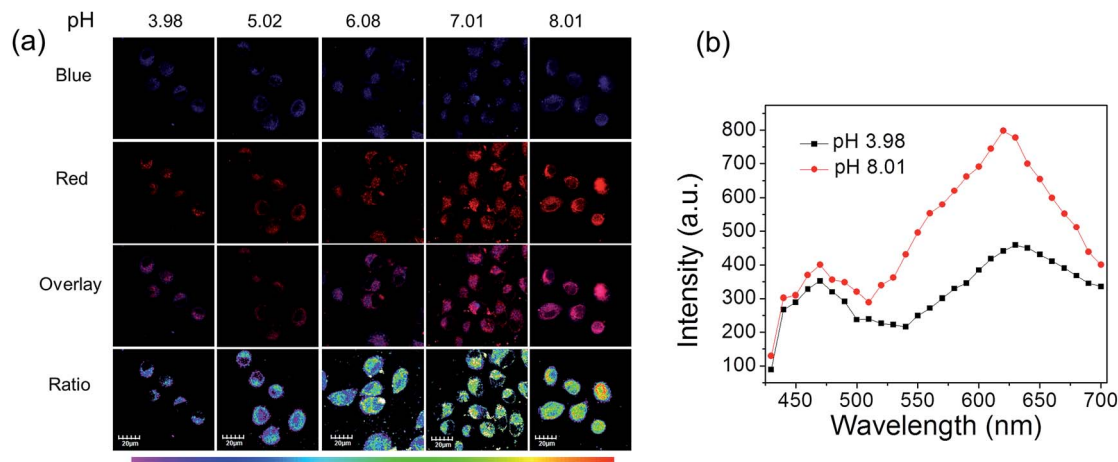 (a)
pH 3.98 5.02 6.08 7.01 8.01
Blue
Red
Overlay
Ratio
20μm 20μm 20μm 20μm 20μm
(b)
pH 3.98
pH 8.01
Intensity (a.u.)
800
700
600
500
400
300
200
100
450 500 550 600 650 700
Wavelength (nm)